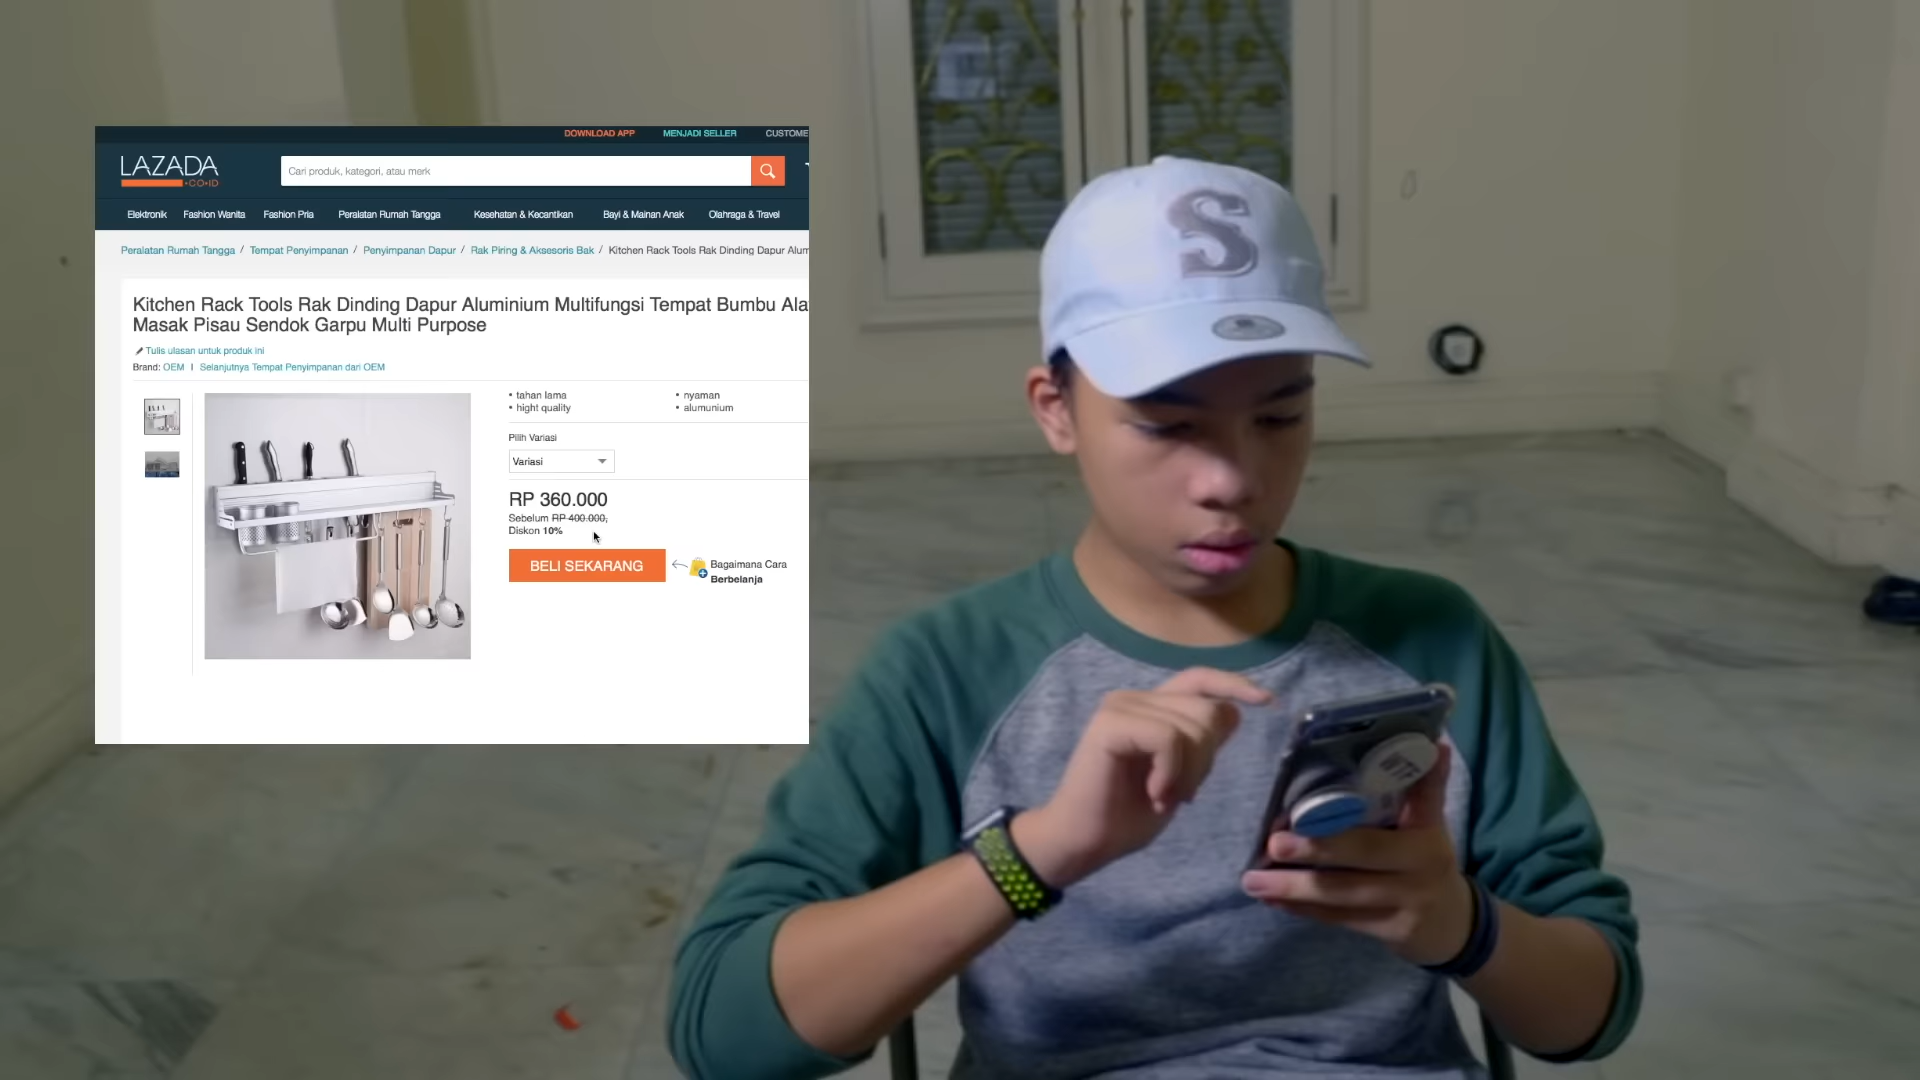 DOWNLOAD APP MENJADI SELLER CUSTOME
LAZADA
.CO.ID
Cari produk, kategori, atau merk
Elektronik Fashion Wanita Fashion Pria Peralatan Rumah Tangga Kesehatan & Kecantikan Bayi & Mainan Anak Olahraga & Travel
Peralatan Rumah Tangga / Tempat Penyimpanan / Penyimpanan Dapur / Rak Piring & Aksesoris Bak / Kitchen Rack Tools Rak Dinding Dapur Alum
Kitchen Rack Tools Rak Dinding Dapur Aluminium Multifungsi Tempat Bumbu Ala
Masak Pisau Sendok Garpu Multi Purpose
Tulis ulasan untuk produk ini
Brand: OEM | Selanjutnya Tempat Penyimpanan dari OEM
• tahan lama • nyaman
• hight quality • alumunium
Pilih Variasi
Variasi
RP 360.000
Sebelum RP 400.000,
Diskon 10%
BELI SEKARANG
Bagaimana Cara
Berbelanja
S
WTF